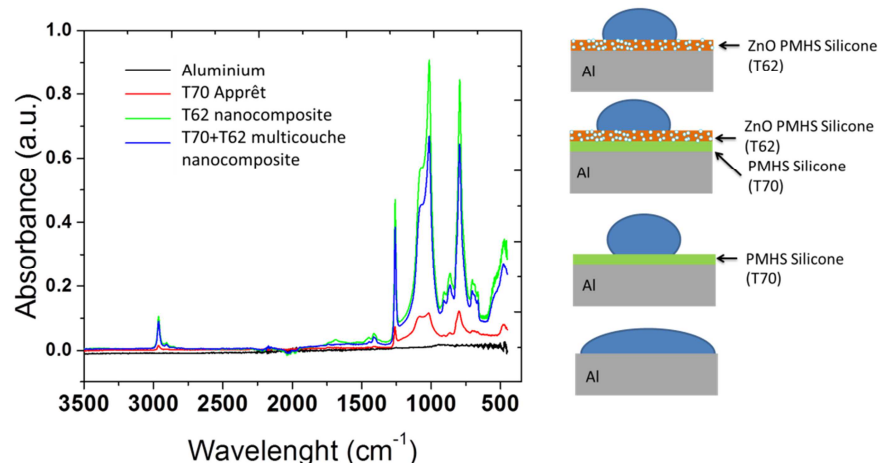 Absorbance (a.u.)
1.0
0.8
0.6
0.4
0.2
0.0
Aluminium
T70 Apprêt
T62 nanocomposite
T70+T62 multicouche
nanocomposite
3500 3000 2500 2000 1500 1000 500
Wavelenght (cm⁻¹)
ZnO PMHS Silicone
(T62)
Al
ZnO PMHS Silicone
(T62)
PMHS Silicone
(T70)
Al
PMHS Silicone
(T70)
Al
Al